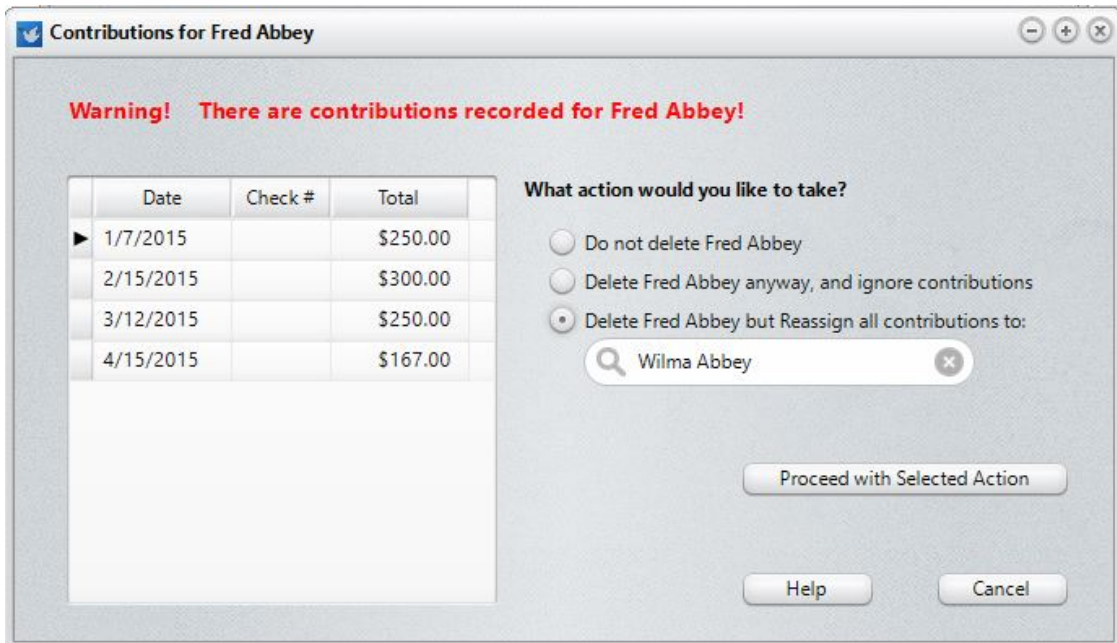 Contributions for Fred Abbey
Warning! There are contributions recorded for Fred Abbey!
Date Check # Total
1/7/2015 $250.00
2/15/2015 $300.00
3/12/2015 $250.00
4/15/2015 $167.00
What action would you like to take?
Do not delete Fred Abbey
Delete Fred Abbey anyway, and ignore contributions
Delete Fred Abbey but Reassign all contributions to:
Wilma Abbey
Proceed with Selected Action
Help Cancel